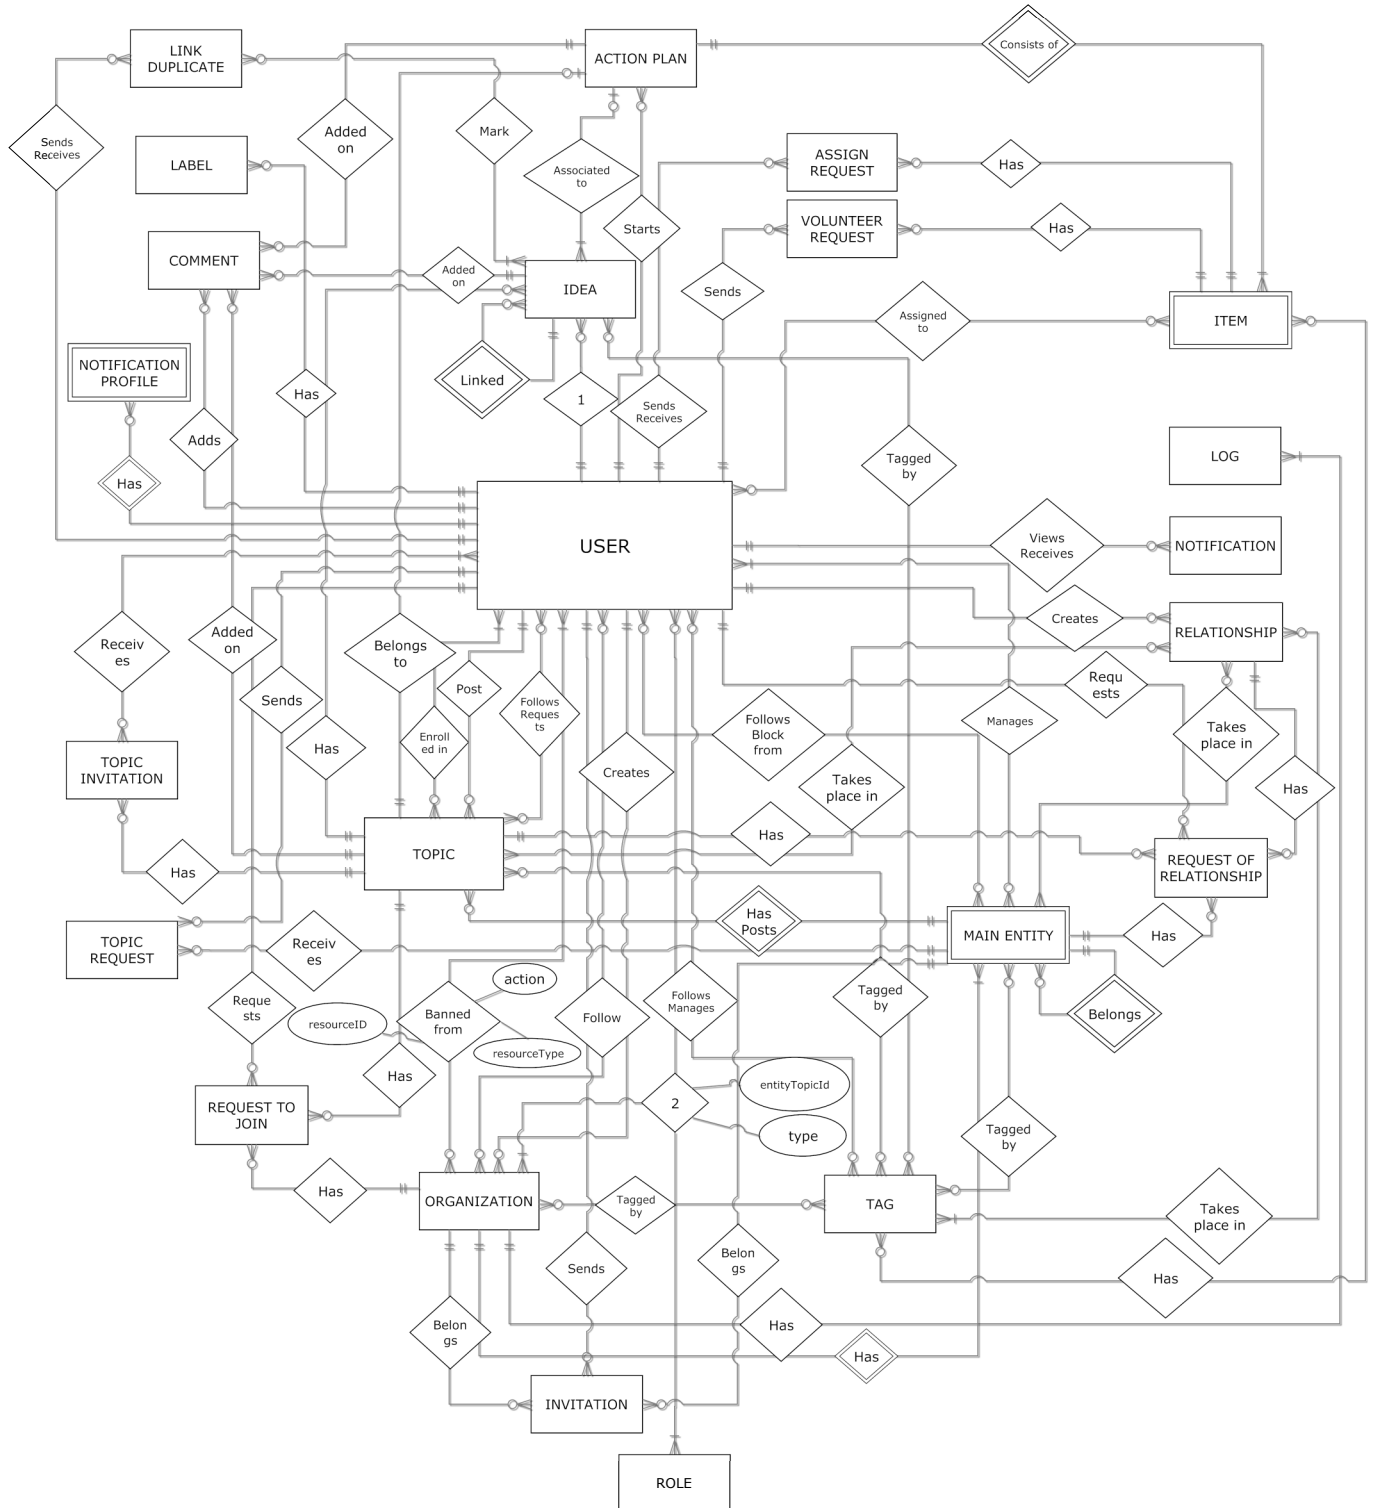 LINK
DUPLICATE
ACTION PLAN
Consists of
Sends
Receives
Added
on
Mark
LABEL
Associated
to
ASSIGN
REQUEST
Has
VOLUNTEER
REQUEST
Has
Starts
COMMENT
Added
on
IDEA
Sends
Assigned
to
ITEM
NOTIFICATION
PROFILE
Linked
Has
1
Sends
Receives
Adds
Tagged
by
LOG
Has
USER
Views
Receives
NOTIFICATION
Creates
RELATIONSHIP
Receiv
es
Added
on
Belongs
to
Post
Requ
ests
Sends
Follows
Reques
ts
Follows
Block
from
Manages
Takes
place in
Has
Enroll
ed in
TOPIC
INVITATION
Creates
Takes
place in
Has
Has
TOPIC
Has
REQUEST OF
RELATIONSHIP
Has
Posts
MAIN ENTITY
Has
TOPIC
REQUEST
Receiv
es
action
Reque
sts
resourceID
Banned
from
resourceType
Follow
Follows
Manages
Tagged
by
Belongs
Has
entityTopicId
REQUEST TO
JOIN
2
type
Tagged
by
Has
ORGANIZATION
Tagged
by
TAG
Takes
place in
Sends
Belon
gs
Has
Belon
gs
Has
Has
INVITATION
ROLE